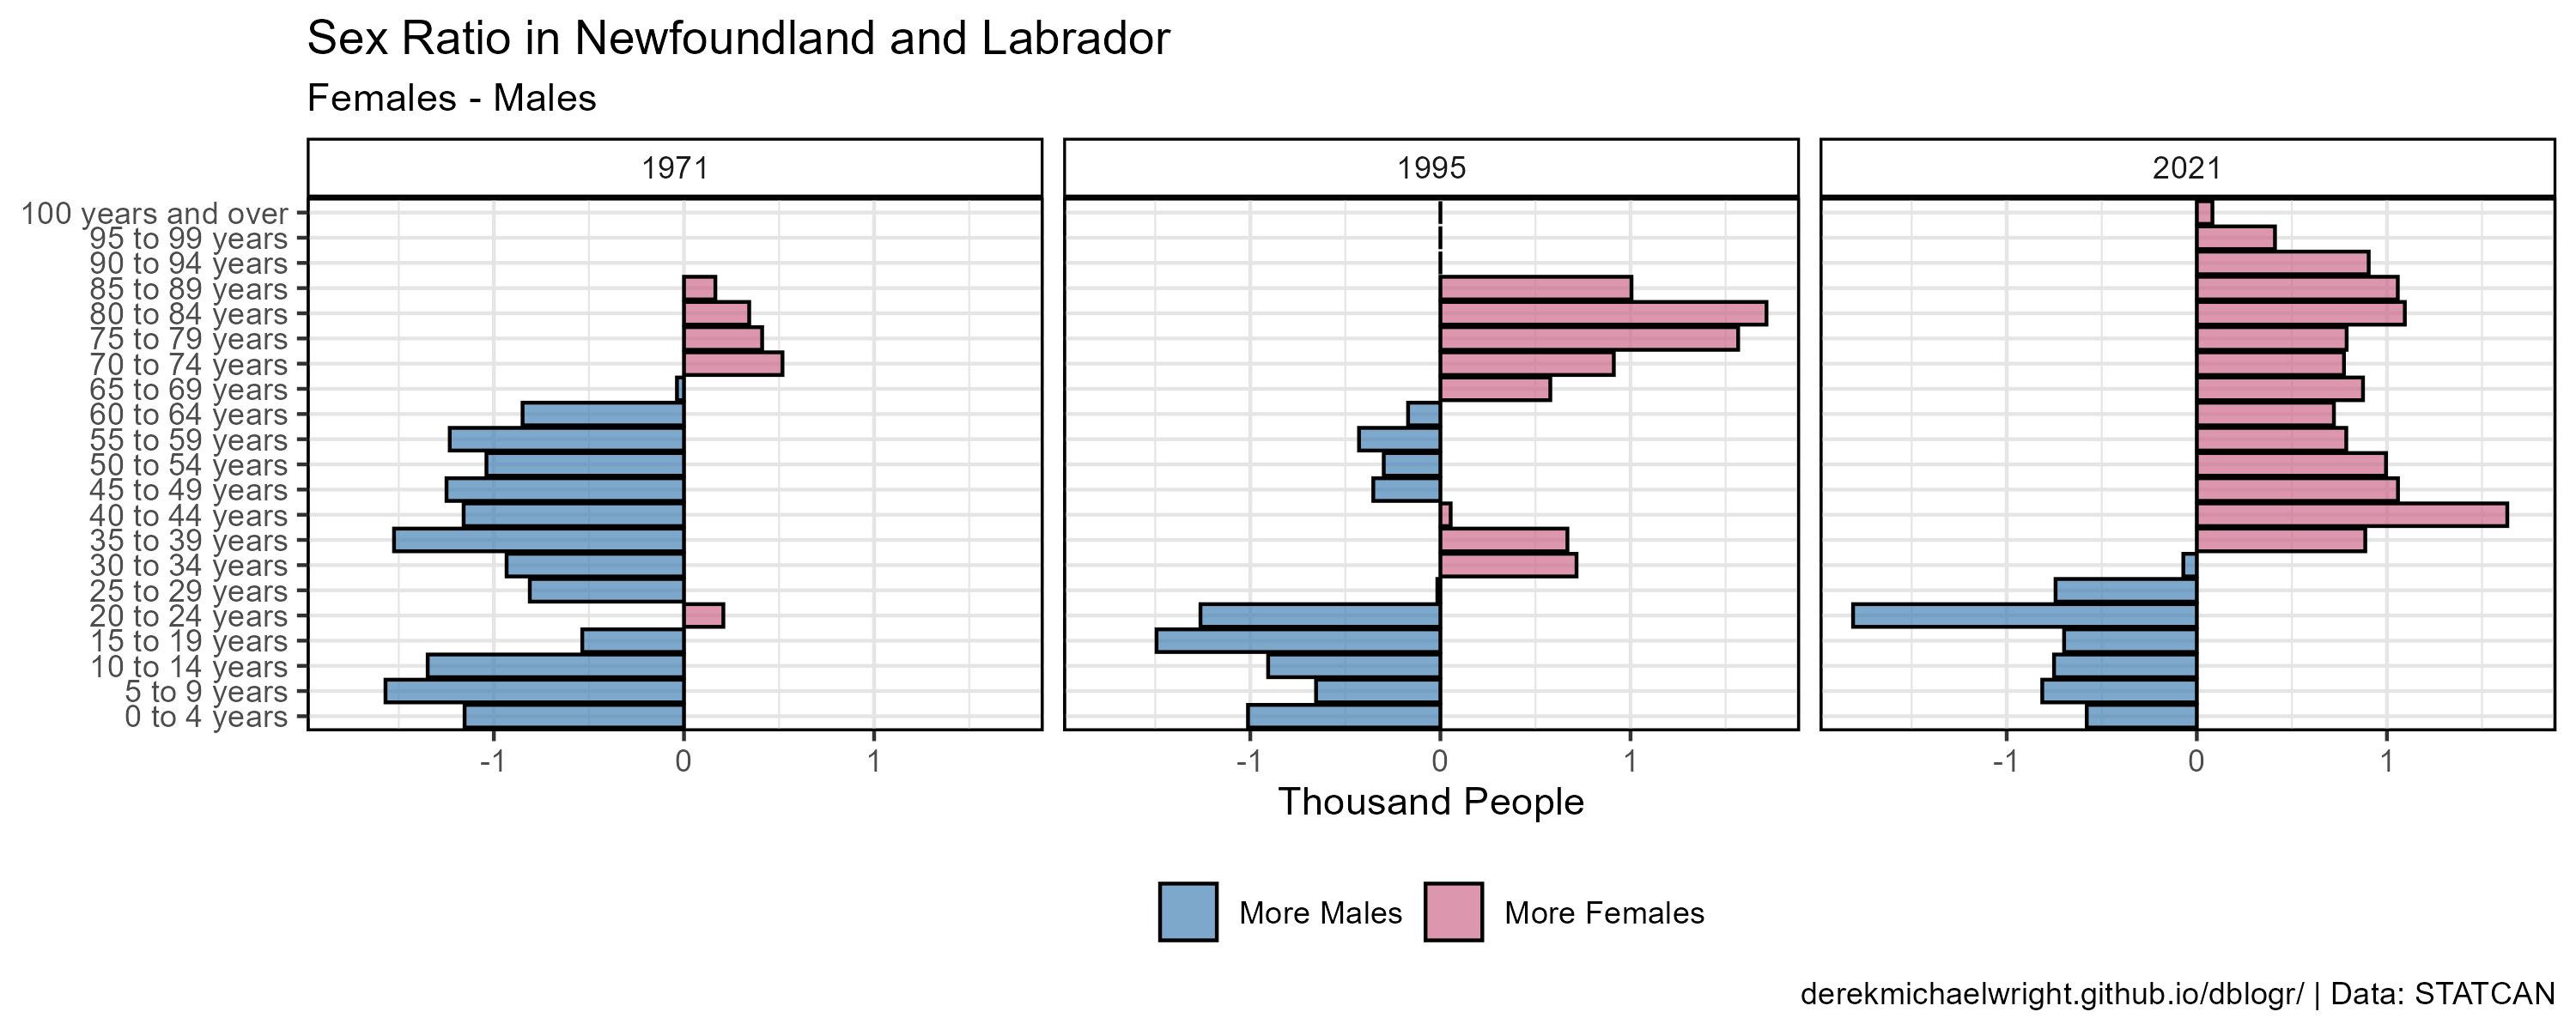 Sex Ratio in Newfoundland and Labrador
Females - Males
1971 1995 2021
100 years and over
95 to 99 years
90 to 94 years
85 to 89 years
80 to 84 years
75 to 79 years
70 to 74 years
65 to 69 years
60 to 64 years
55 to 59 years
50 to 54 years
45 to 49 years
40 to 44 years
35 to 39 years
30 to 34 years
25 to 29 years
20 to 24 years
15 to 19 years
10 to 14 years
5 to 9 years
0 to 4 years
-1 0 1 -1 0 1 -1 0 1
Thousand People
More Males More Females
derekmichaelwright.github.io/dblogr/ | Data: STATCAN